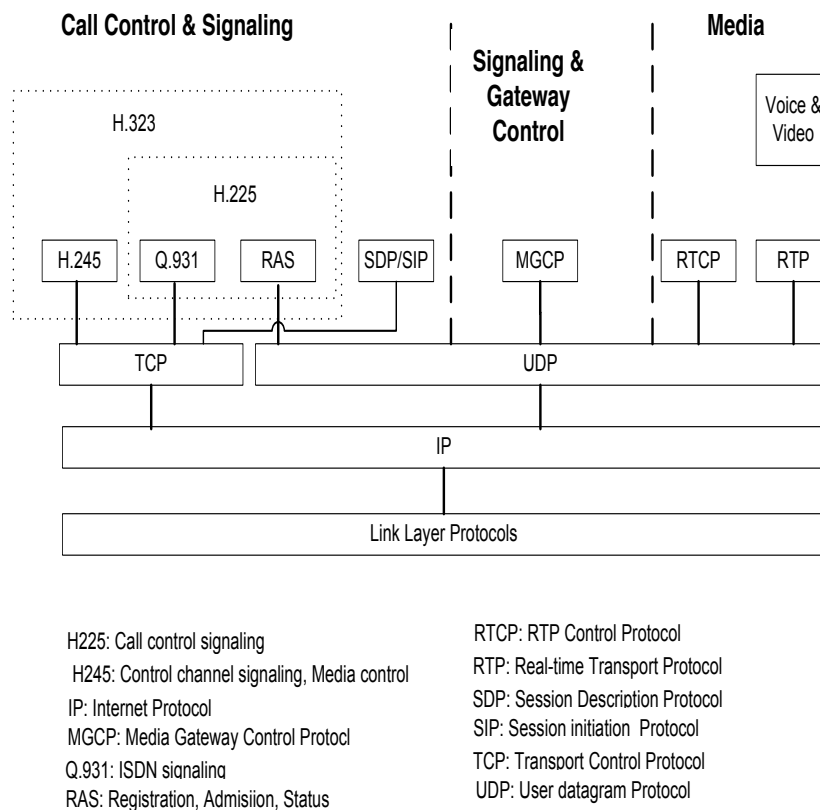 Call Control & Signaling
Signaling &
Gateway
Control
Media
Voice &
Video
H.323
H.225
H.245
Q.931
RAS
SDP/SIP
MGCP
RTCP
RTP
TCP
UDP
IP
Link Layer Protocols
H225: Call control signaling
H245: Control channel signaling, Media control
IP: Internet Protocol
MGCP: Media Gateway Control Protocl
Q.931: ISDN signaling
RAS: Registration, Admisiion, Status
RTCP: RTP Control Protocol
RTP: Real-time Transport Protocol
SDP: Session Description Protocol
SIP: Session initiation Protocol
TCP: Transport Control Protocol
UDP: User datagram Protocol